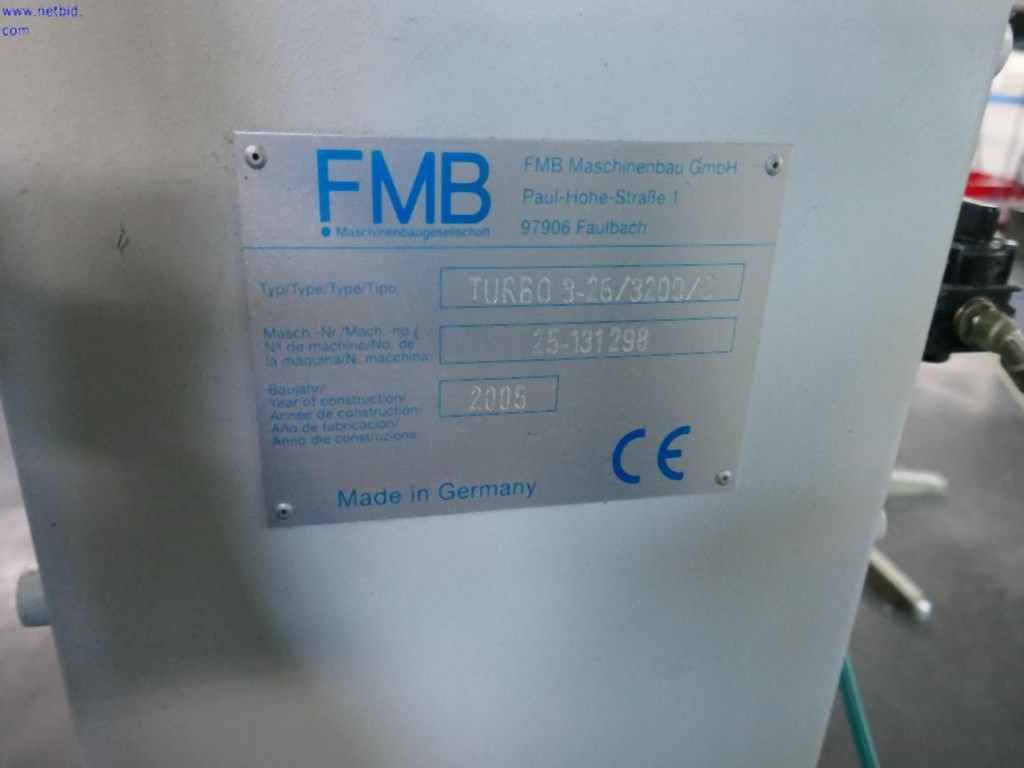 www.netbid.
com
FMB
Maschinenbaugesellschaft
FMB Maschinenbau GmbH
Paul-Hohe-Straße 1
97906 Faulbach
Typ/Type/Type/Tipo.
TURBO
Masch.-Nr./Mach.-no./
Nº de machine/No. de
la máquina/N. macchina:
25-131298
Baujahr/
Year of construction/
Année de construction/
Año de fabricacion/
Anno die construzione
2005
CE
Made in Germany